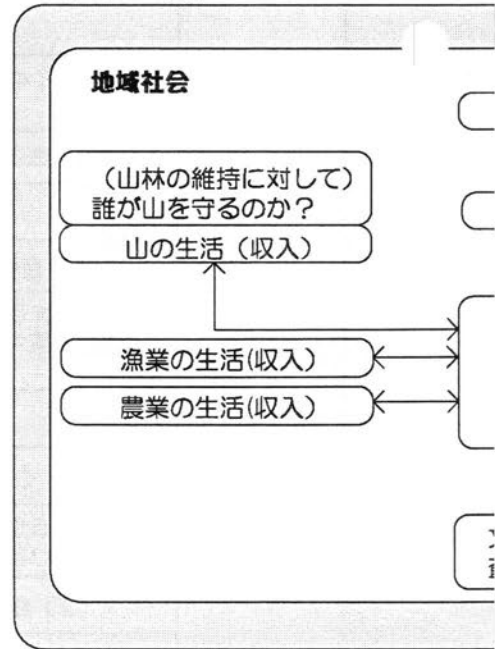 地域社会
（山林の維持に対して）
誰が山を守るのか？
山の生活（収入）
漁業の生活(収入）
農業の生活(収入）